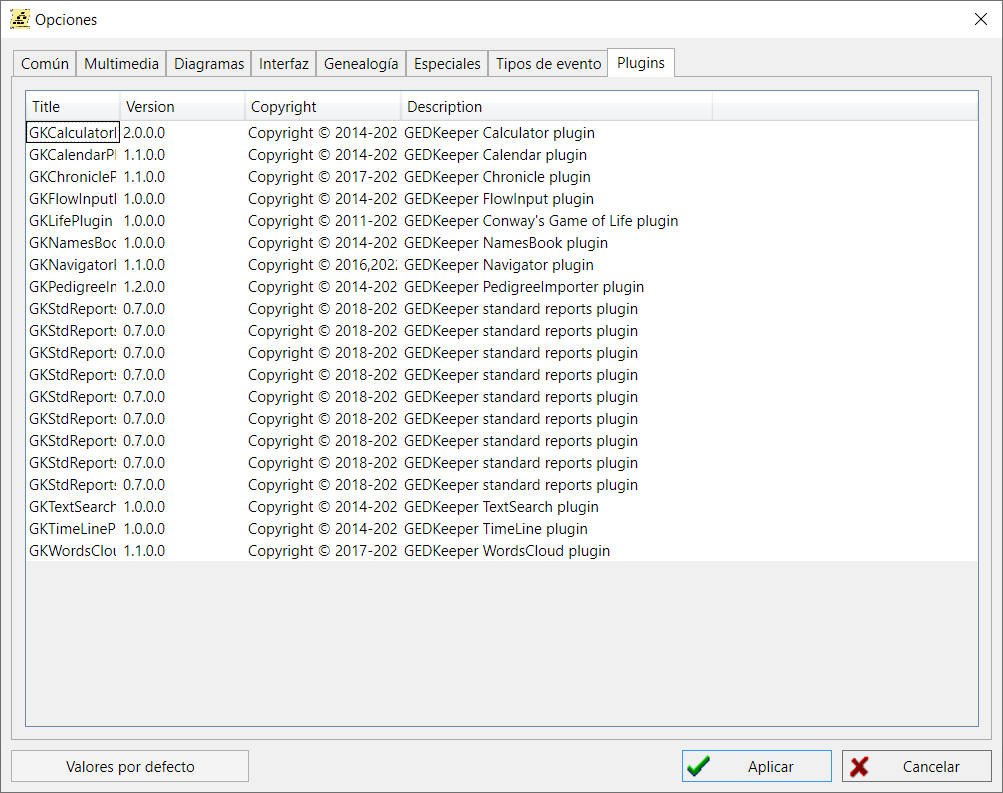 Opciones
Común Multimedia Diagramas Interfaz Genealogía Especiales Tipos de evento Plugins
Title Version Copyright Description
GKCalculatorl 2.0.0.0 Copyright © 2014-202 GEDKeeper Calculator plugin
GKCalendarPl 1.1.0.0 Copyright © 2014-202 GEDKeeper Calendar plugin
GKChronicleP 1.1.0.0 Copyright © 2017-202 GEDKeeper Chronicle plugin
GKFlowInputl 1.0.0.0 Copyright © 2014-202 GEDKeeper FlowInput plugin
GKLifePlugin 1.0.0.0 Copyright © 2011-202 GEDKeeper Conway's Game of Life plugin
GKNamesBoo 1.0.0.0 Copyright © 2014-202 GEDKeeper NamesBook plugin
GKNavigatorl 1.1.0.0 Copyright © 2016,202 GEDKeeper Navigator plugin
GKPedigreeIn 1.2.0.0 Copyright © 2014-202 GEDKeeper PedigreeImporter plugin
GKStdReports 0.7.0.0 Copyright © 2018-202 GEDKeeper standard reports plugin
GKStdReports 0.7.0.0 Copyright © 2018-202 GEDKeeper standard reports plugin
GKStdReports 0.7.0.0 Copyright © 2018-202 GEDKeeper standard reports plugin
GKStdReports 0.7.0.0 Copyright © 2018-202 GEDKeeper standard reports plugin
GKStdReports 0.7.0.0 Copyright © 2018-202 GEDKeeper standard reports plugin
GKStdReports 0.7.0.0 Copyright © 2018-202 GEDKeeper standard reports plugin
GKStdReports 0.7.0.0 Copyright © 2018-202 GEDKeeper standard reports plugin
GKStdReports 0.7.0.0 Copyright © 2018-202 GEDKeeper standard reports plugin
GKStdReports 0.7.0.0 Copyright © 2018-202 GEDKeeper standard reports plugin
GKTextSearch 1.0.0.0 Copyright © 2014-202 GEDKeeper TextSearch plugin
GKTimeLineP 1.0.0.0 Copyright © 2014-202 GEDKeeper TimeLine plugin
GKWordsClou 1.1.0.0 Copyright © 2017-202 GEDKeeper WordsCloud plugin
Valores por defecto Aplicar Cancelar